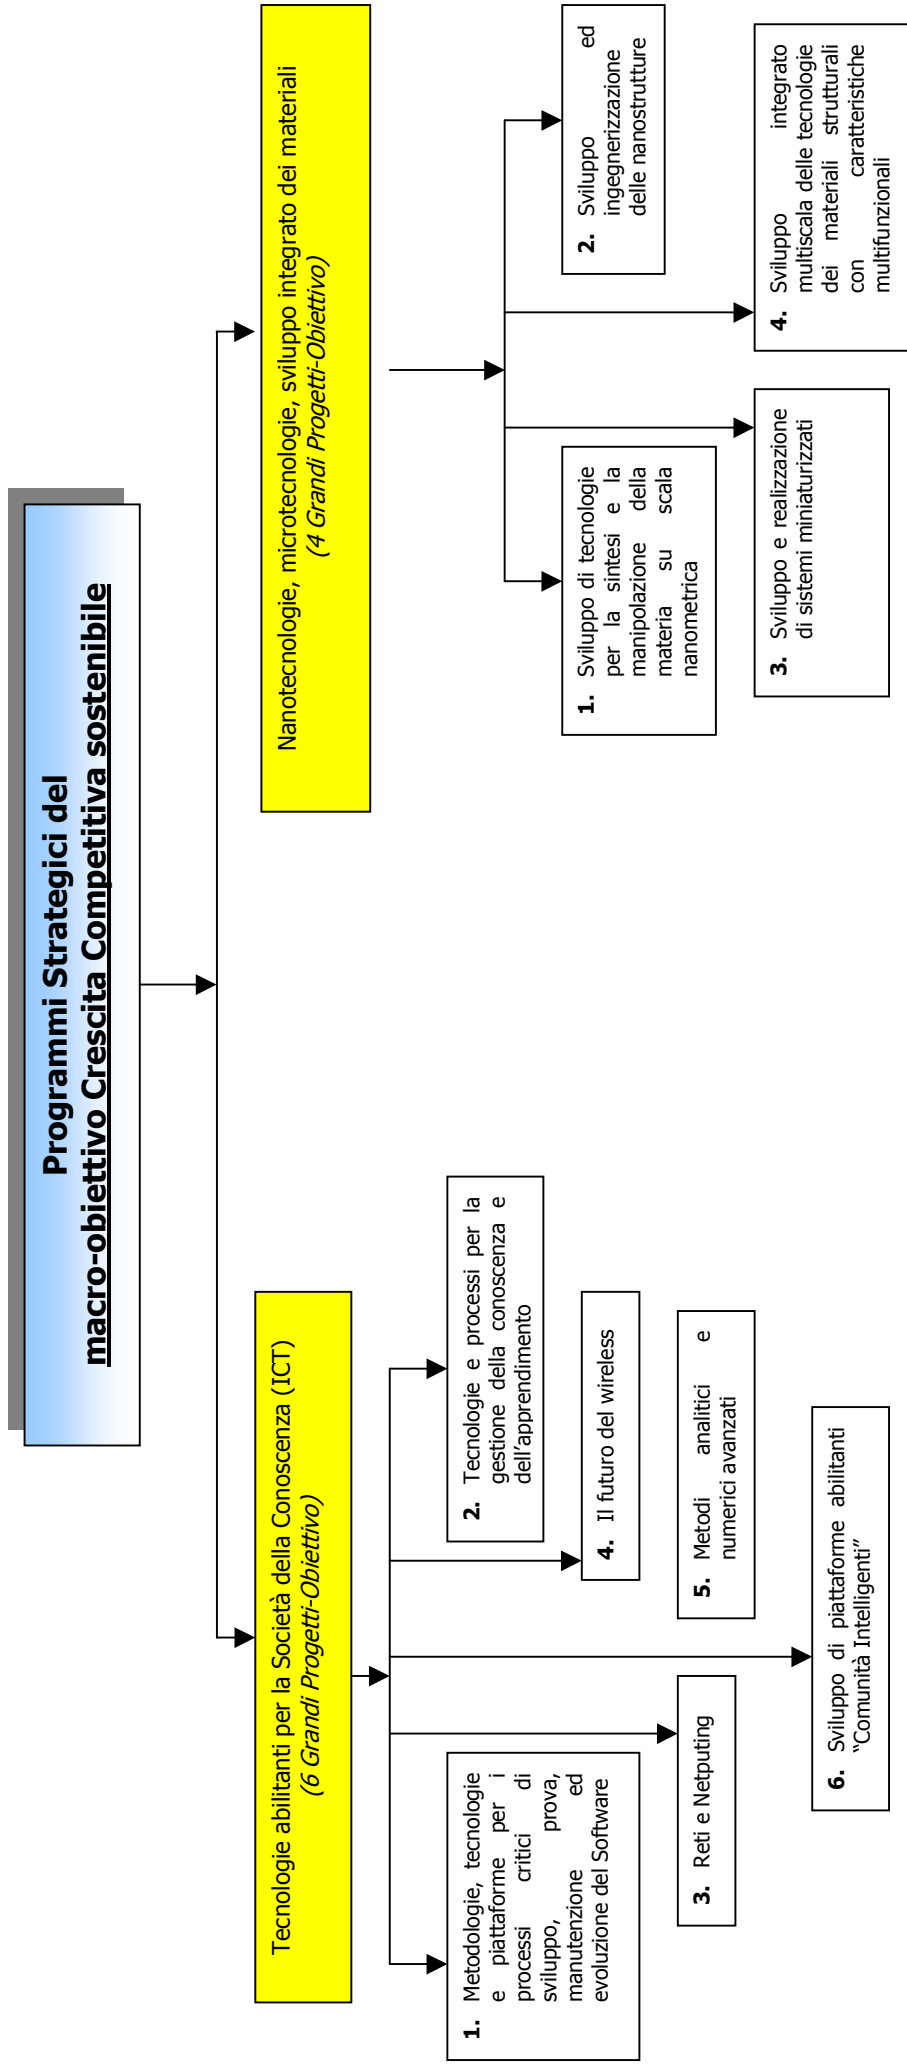 Programmi Strategici del
macro-obiettivo Crescita Competitiva sostenibile
Tecnologie abilitanti per la Società della Conoscenza (ICT)
(6 Grandi Progetti-Obiettivo)
1. Metodologie, tecnologie
e piattaforme per i
processi critici di
sviluppo, prova,
manutenzione ed
evoluzione del Software
2. Tecnologie e processi per la
gestione della conoscenza e
dell’apprendimento
3. Reti e Netputing
4. Il futuro del wireless
5. Metodi analitici e
numerici avanzati
6. Sviluppo di piattaforme abilitanti
“Comunità Intelligenti”
Nanotecnologie, microtecnologie, sviluppo integrato dei materiali
(4 Grandi Progetti-Obiettivo)
1. Sviluppo di tecnologie
per la sintesi e la
manipolazione della
materia su scala
nanometrica
2. Sviluppo ed
ingegnerizzazione
delle nanostrutture
3. Sviluppo e realizzazione
di sistemi miniaturizzati
4. Sviluppo integrato
multiscala delle tecnologie
dei materiali strutturali
con caratteristiche
multifunzionali